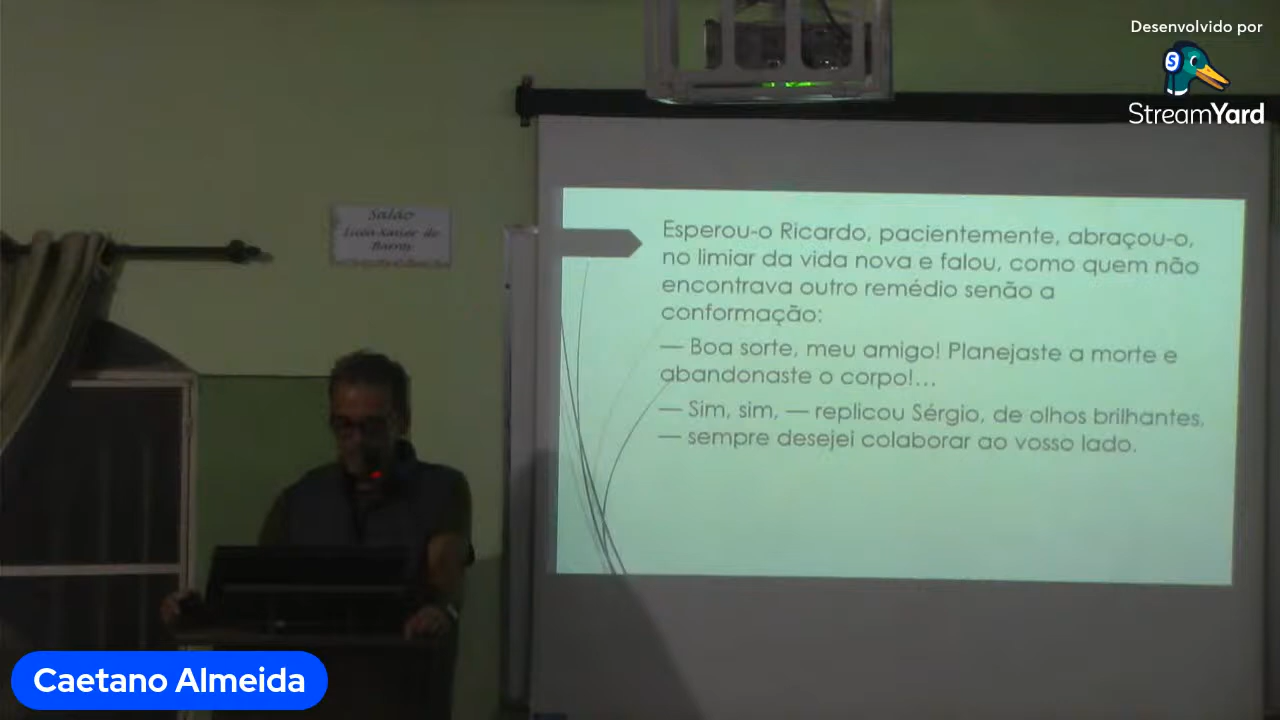 Desenvolvido por
StreamYard
Salão
Esperou-o Ricardo, pacientemente, abraçou-o,
no limiar da vida nova e falou, como quem não
encontrava outro remédio senão a
conformação:
— Boa sorte, meu amigo! Planejaste a morte e
abandonaste o corpo!...
— Sim, sim, — replicou Sérgio, de olhos brilhantes,
— sempre desejei colaborar ao vosso lado.
Caetano Almeida